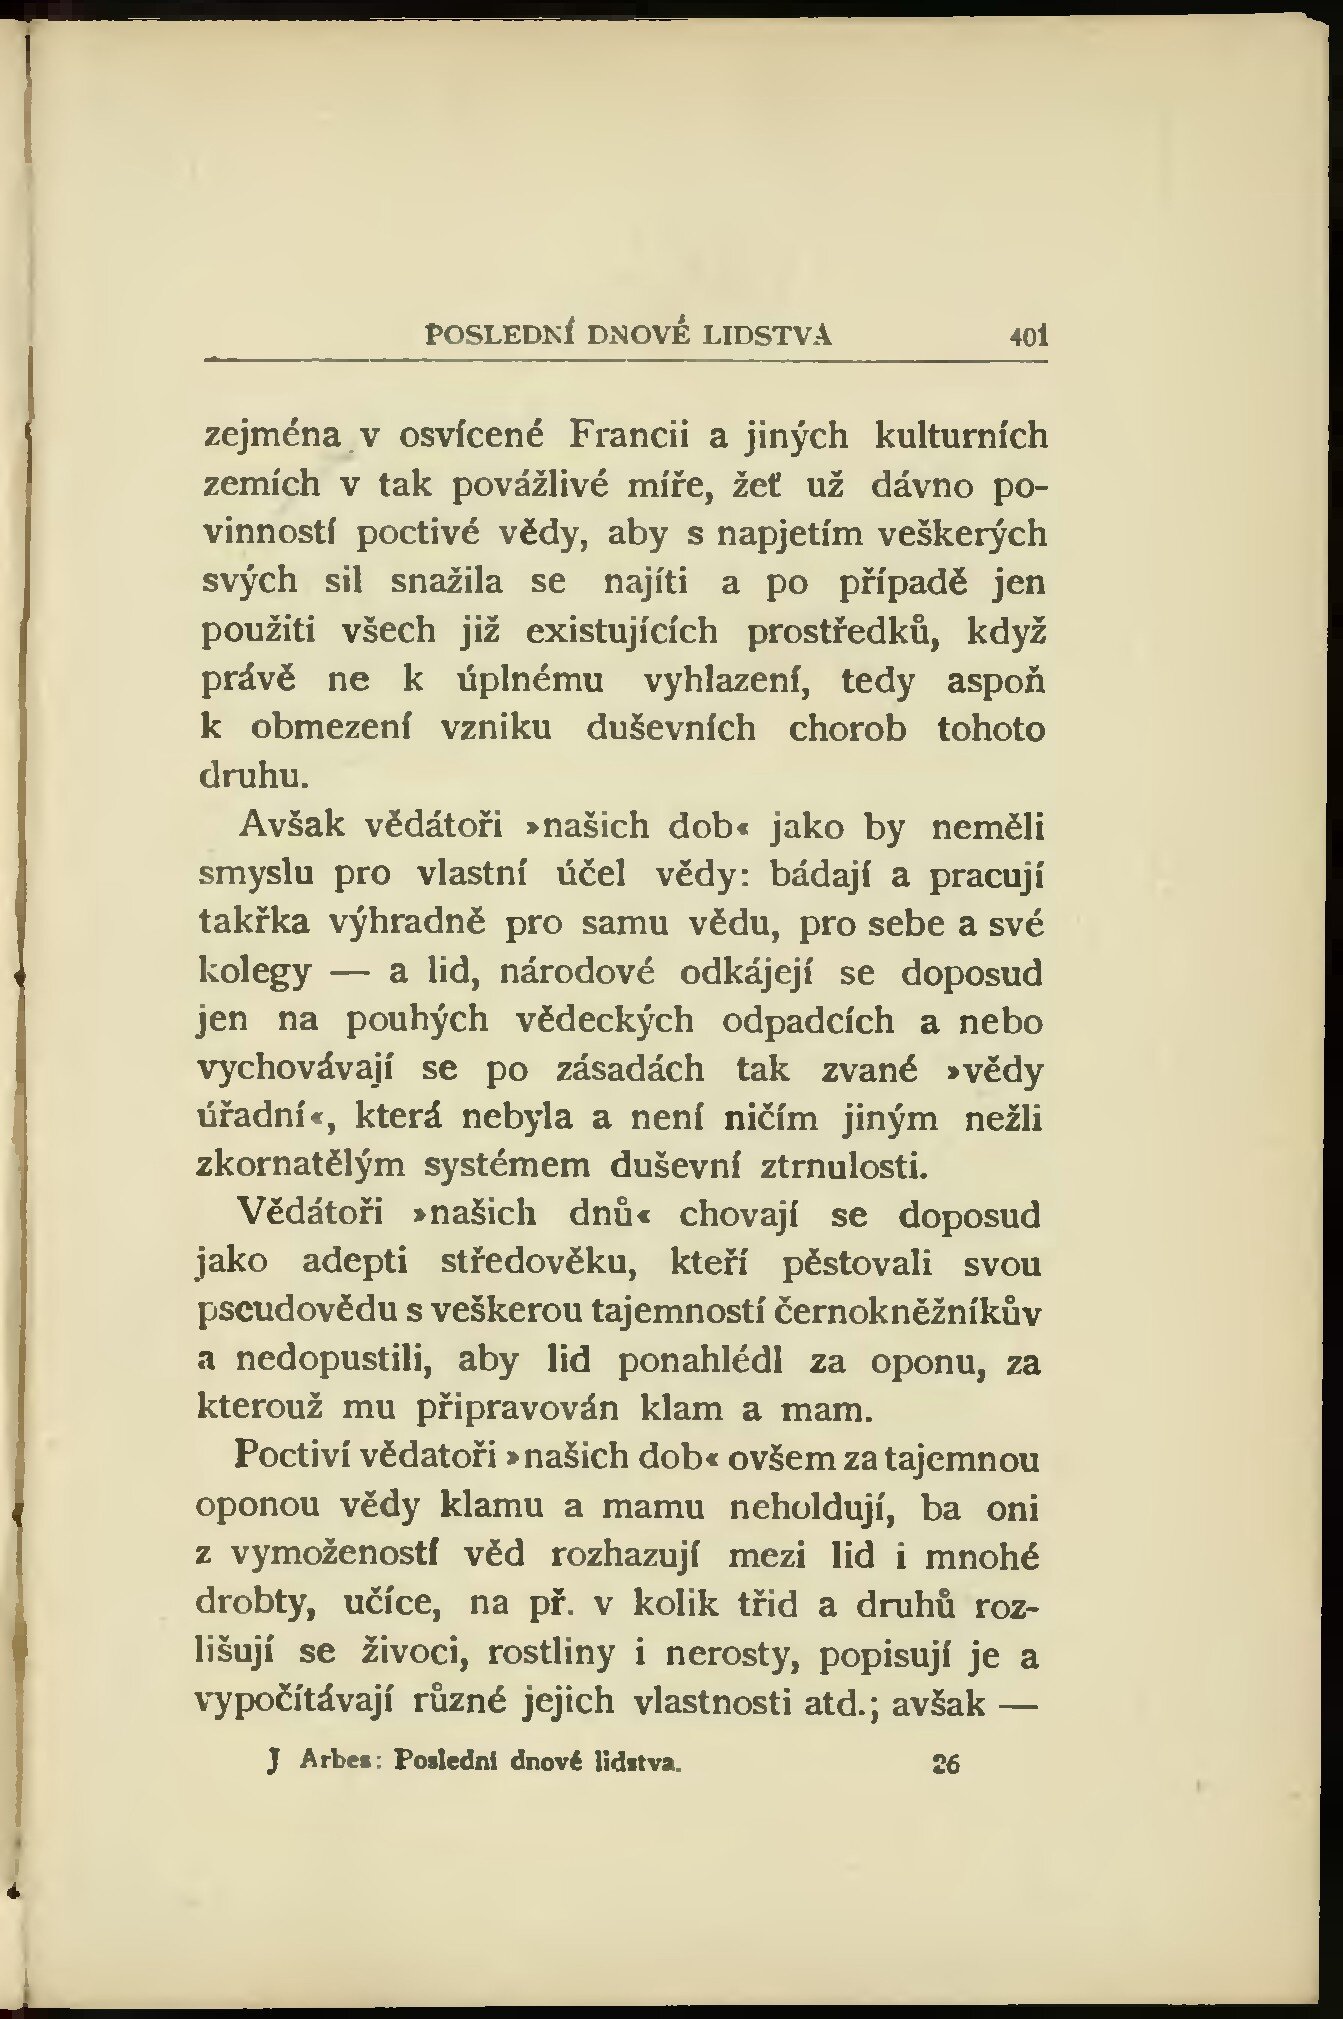 POSLEDNÍ DNOVÉ LIDSTVA 401
zejména v osvícené Francii a jiných kulturních
zemích v tak povážlivé míře, žeť už dávno po-
vinností poctivé vědy, aby s napjetím veškerých
svých sil snažila se najíti a po případě jen
použiti všech již existujících prostředků, když
právě ne k úplnému vyhlazení, tedy aspoň
k obmezení vzniku duševních chorob tohoto
druhu.
Avšak vědátoři »našich dob« jako by neměli
smyslu pro vlastní účel vědy: bádají a pracují
takřka výhradně pro samu vědu, pro sebe a své
kolegy — a lid, národové odkájejí se doposud
jen na pouhých vědeckých odpadcích a nebo
vychovávají se po zásadách tak zvané »vědy
úřadní«, která nebyla a není ničím jiným nežli
zkornatělým systémem duševní ztrnulosti.
Vědátoři »našich dnů« chovají se doposud
jako adepti středověku, kteří pěstovali svou
pseudovědu s veškerou tajemností černokněžníkův
a nedopustili, aby lid ponahlédl za oponu, za
kterouž mu připravován klam a mam.
Poctiví vědatoři »našich dob« ovšem za tajemnou
oponou vědy klamu a mamu neholdují, ba oni
z vymožeností věd rozhazují mezi lid i mnohé
drobty, učíce, na př. v kolik třid a druhů roz-
lišují se živoci, rostliny i nerosty, popisují je a
vypočítávají různé jejich vlastnosti atd.; avšak —
J Arbes: Poslední dnové lidstva. 26